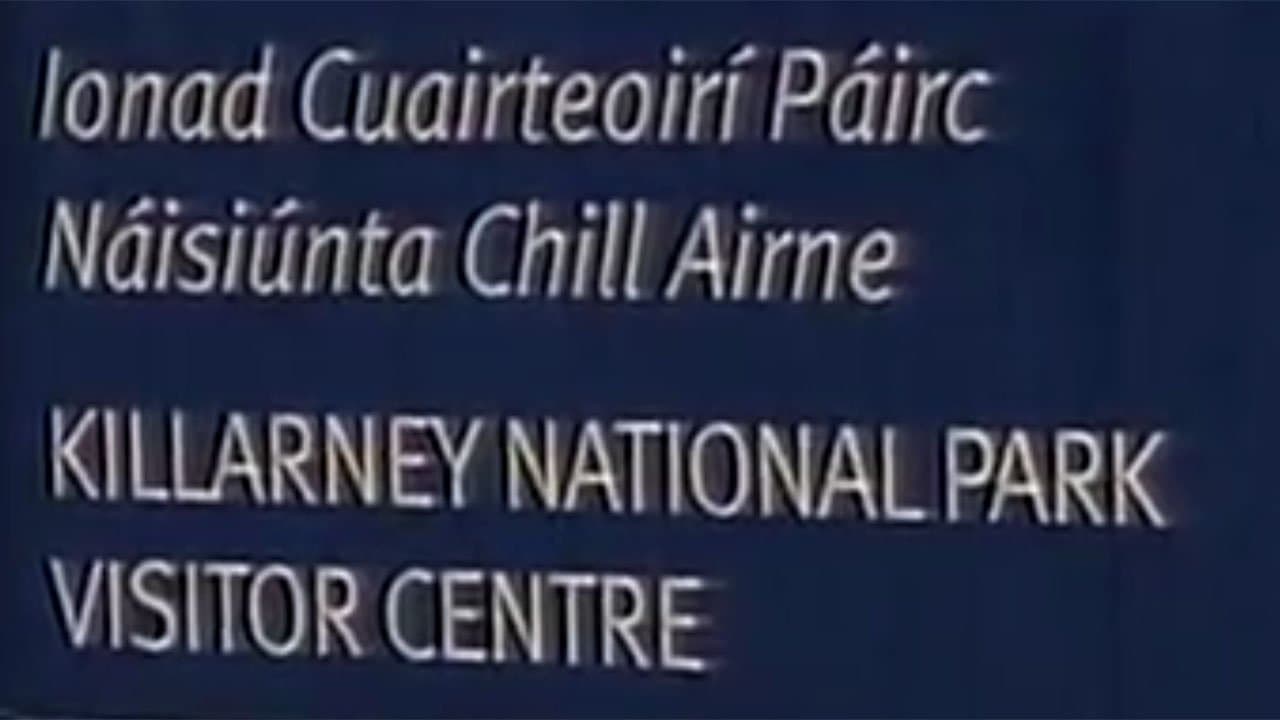 Ionad Cuairteoirí Páirc
Náisiúnta Chill Airne
KILLARNEY NATIONAL PARK
VISITOR CENTRE